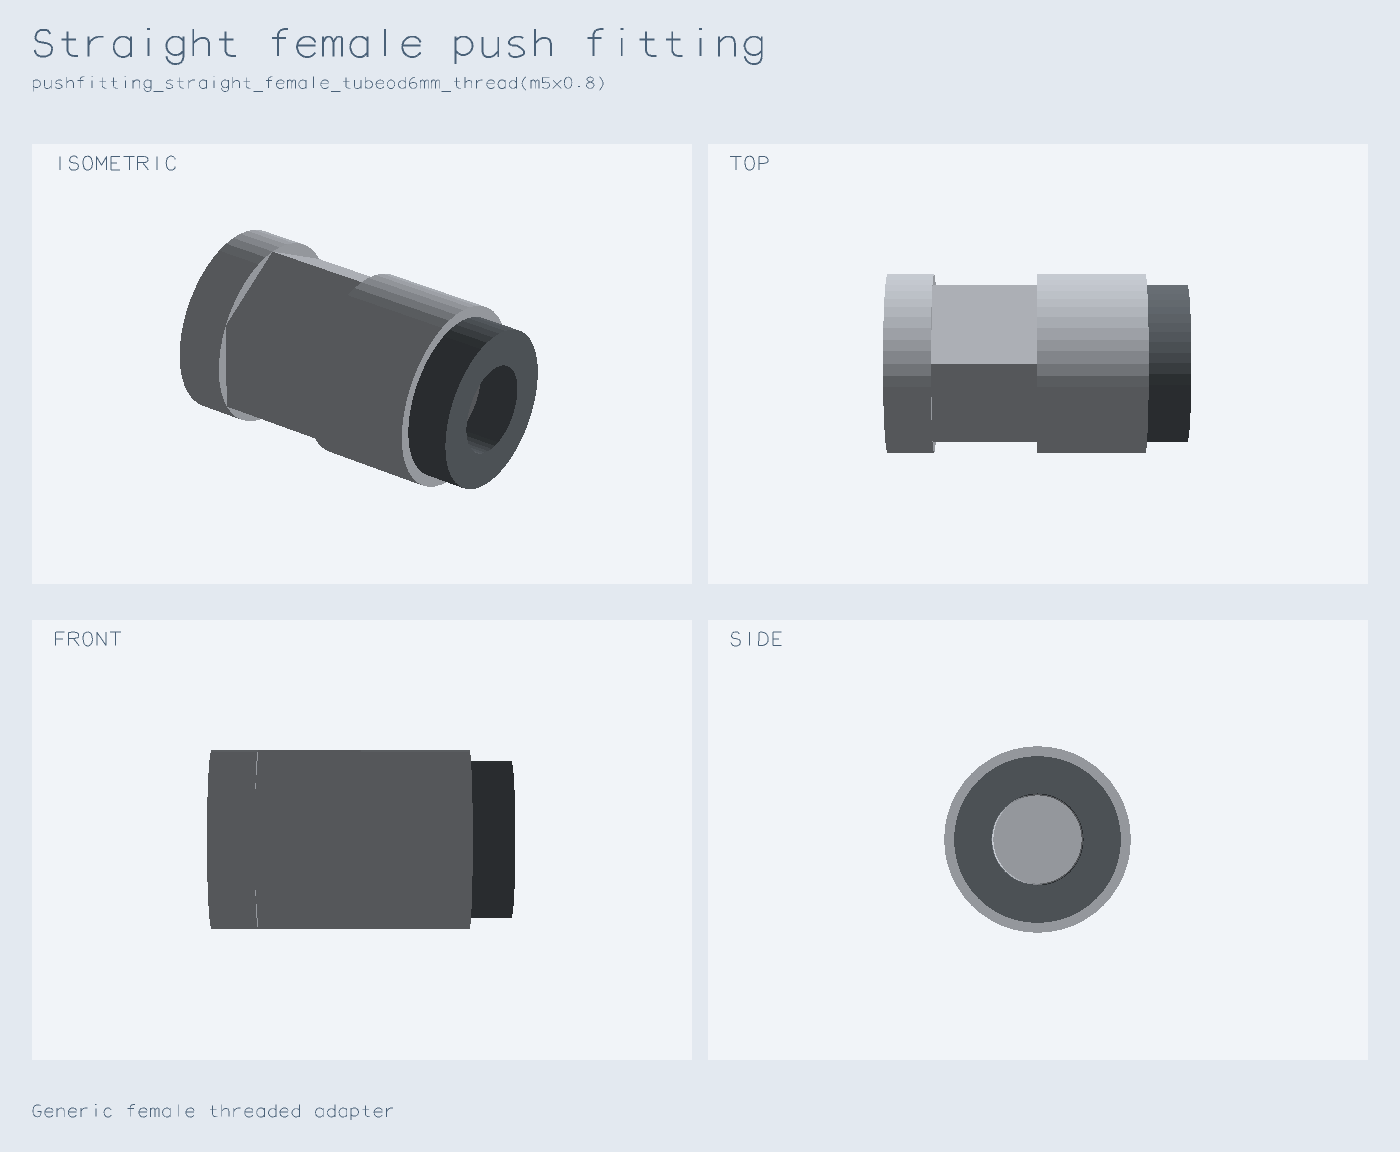 Straight female push fitting
pushfitting_straight_female_tubeod6mm_thread(m5x0.8)
ISOMETRIC
TOP
FRONT
SIDE
Generic female threaded adapter